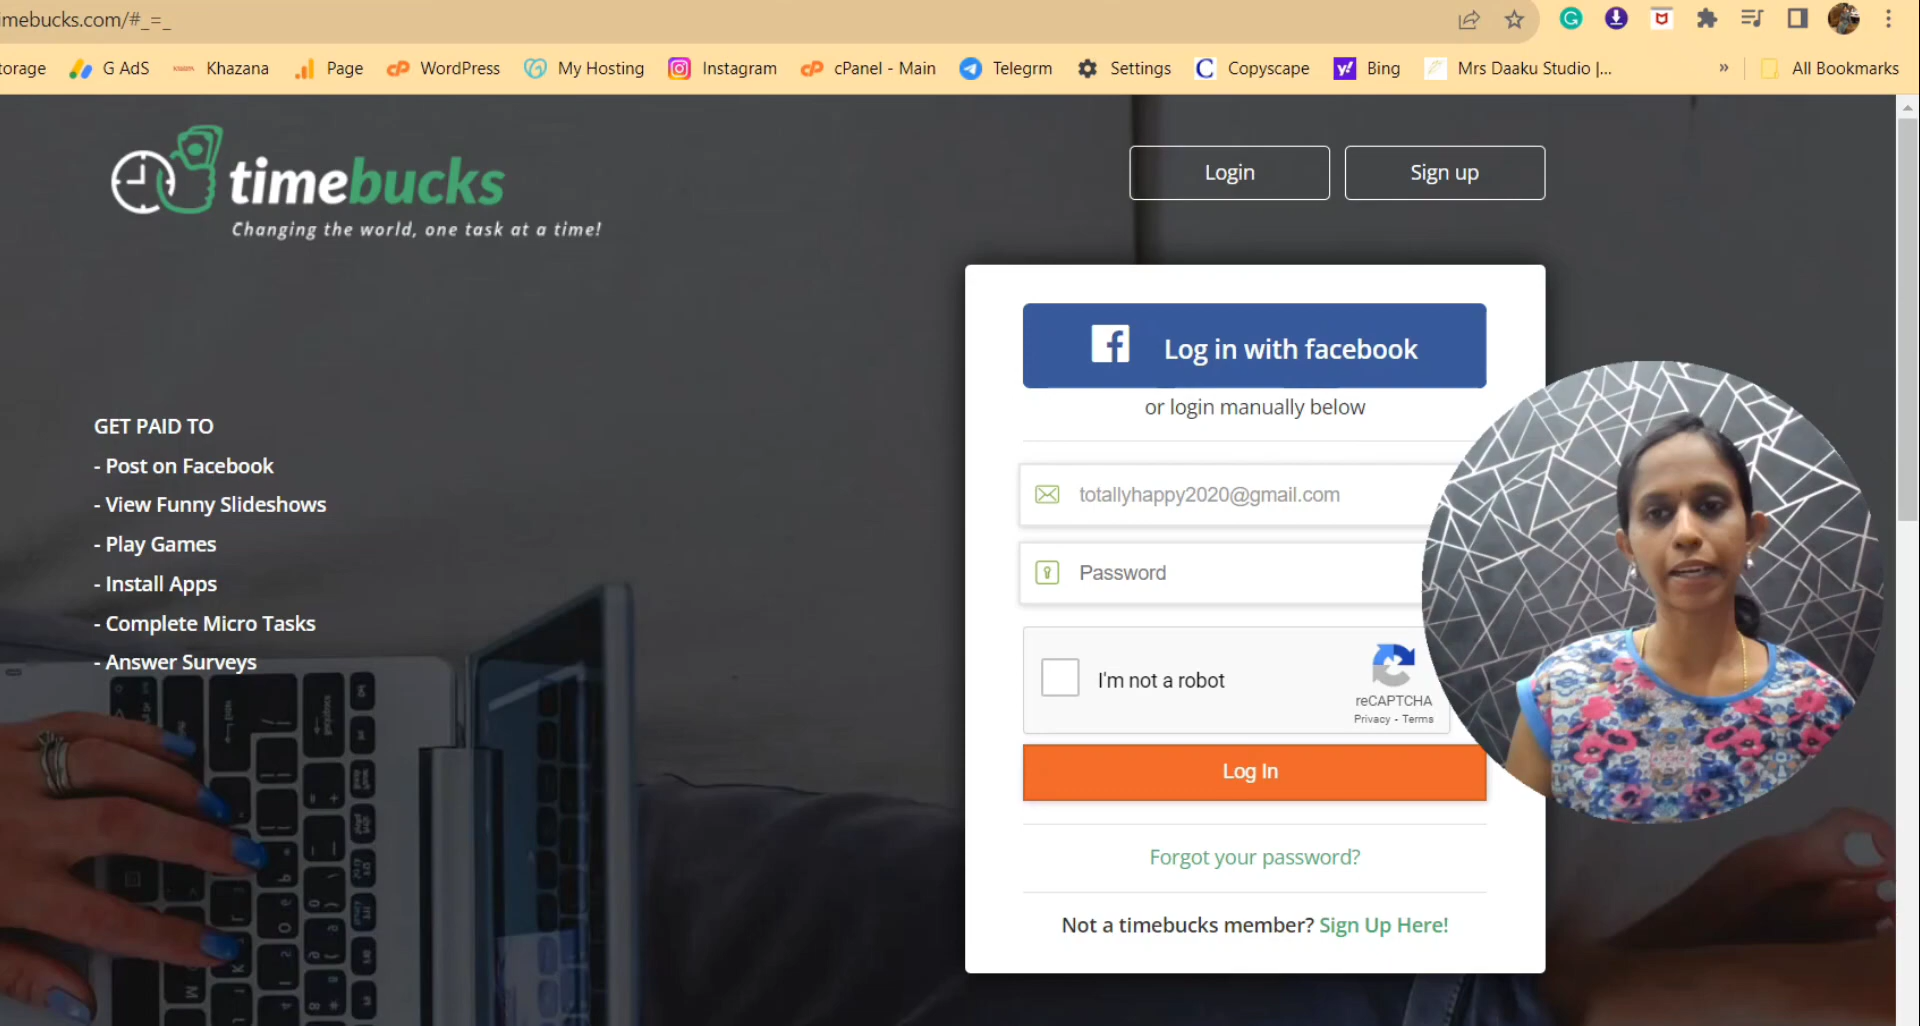 imebucks.com/#_=_
orage G AdS Khazana Page WordPress My Hosting Instagram cPanel - Main Telegrm Settings Copyscape Bing Mrs Daaku Studio |... » All Bookmarks
timebucks
Changing the world, one task at a time!
Login Sign up
Log in with facebook
or login manually below
GET PAID TO
- Post on Facebook
- View Funny Slideshows
- Play Games
- Install Apps
- Complete Micro Tasks
- Answer Surveys
totallyhappy2020@gmail.com
Password
I'm not a robot
reCAPTCHA
Privacy - Terms
Log In
Forgot your password?
Not a timebucks member? Sign Up Here!